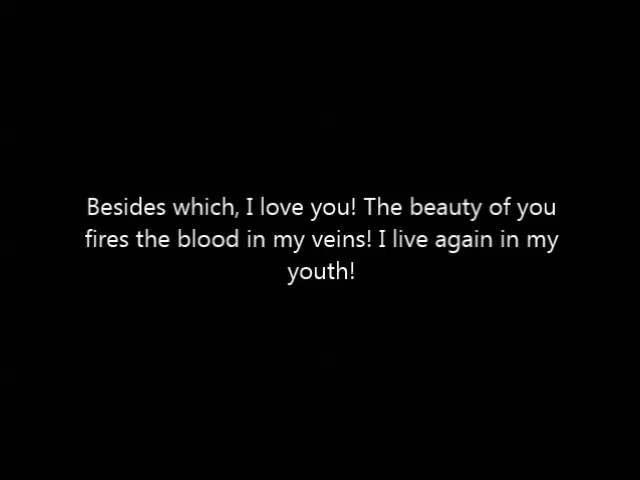 Besides which, I love you! The beauty of you
fires the blood in my veins! I live again in my
youth!